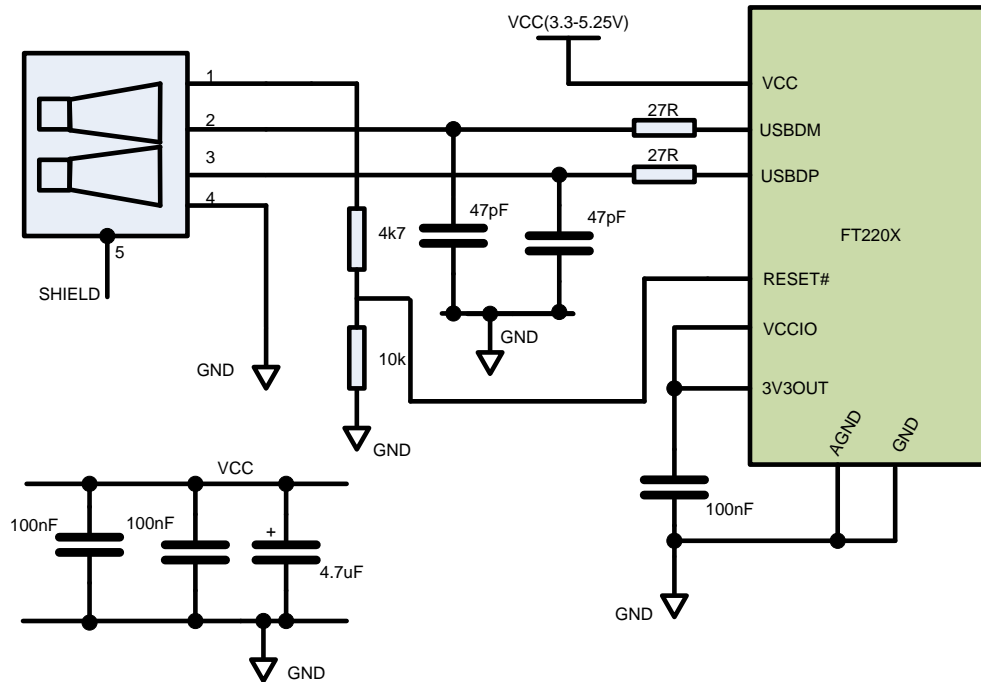 VCC(3.3-5.25V)
1
VCC
27R
2
USBDM
27R
3
USBDP
4
47pF
47pF
4k7
FT220X
5
SHIELD
RESET#
GND
VCCIO
GND
10k
3V3OUT
GND
AGND
GND
VCC
100nF
100nF
100nF
+
4.7uF
GND
GND